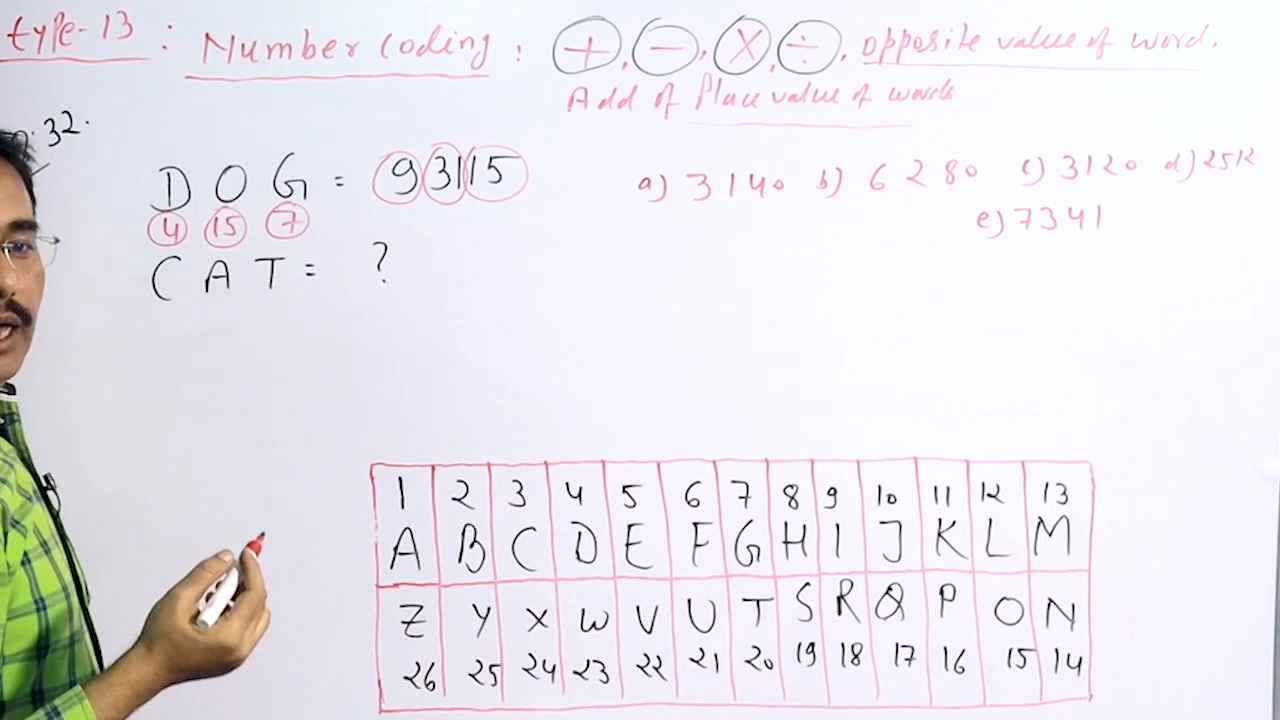 type-13 : Number coding : +, -, ×, ÷, opposite value of word,
Add of Place value of words
32.
D O G = 93115
4 15 7
C A T = ?
a) 3140 b) 6280 c) 3120 d) 2512
e) 7341
1 2 3 4 5 6 7 8 9 10 11 12 13
A B C D E F G H I J K L M
Z Y X W V U T S R Q P O N
26 25 24 23 22 21 20 19 18 17 16 15 14